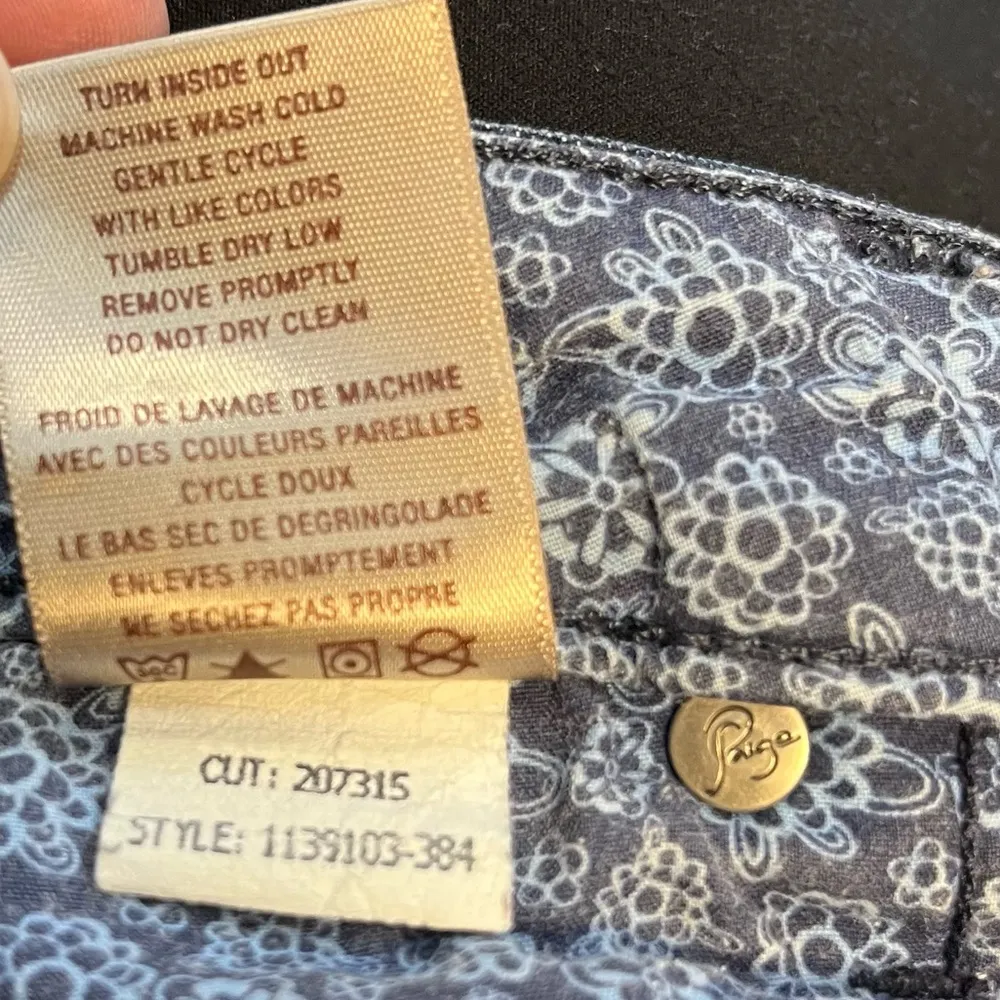 TURN INSIDE OUT
MACHINE WASH COLD
GENTLE CYCLE
WITH LIKE COLORS
TUMBLE DRY LOW
REMOVE PROMPTLY
DO NOT DRY CLEAN
FROID DE LAVAGE DE MACHINE
AVEC DES COULEURS PAREILLES
CYCLE DOUX
LE BAS SEC DE DEGRINGOLADE
ENLEVES PROMPTEMENT
NE SECHEZ PAS PROPRE
CUT: 207315
STYLE: 1139103-384
Paige